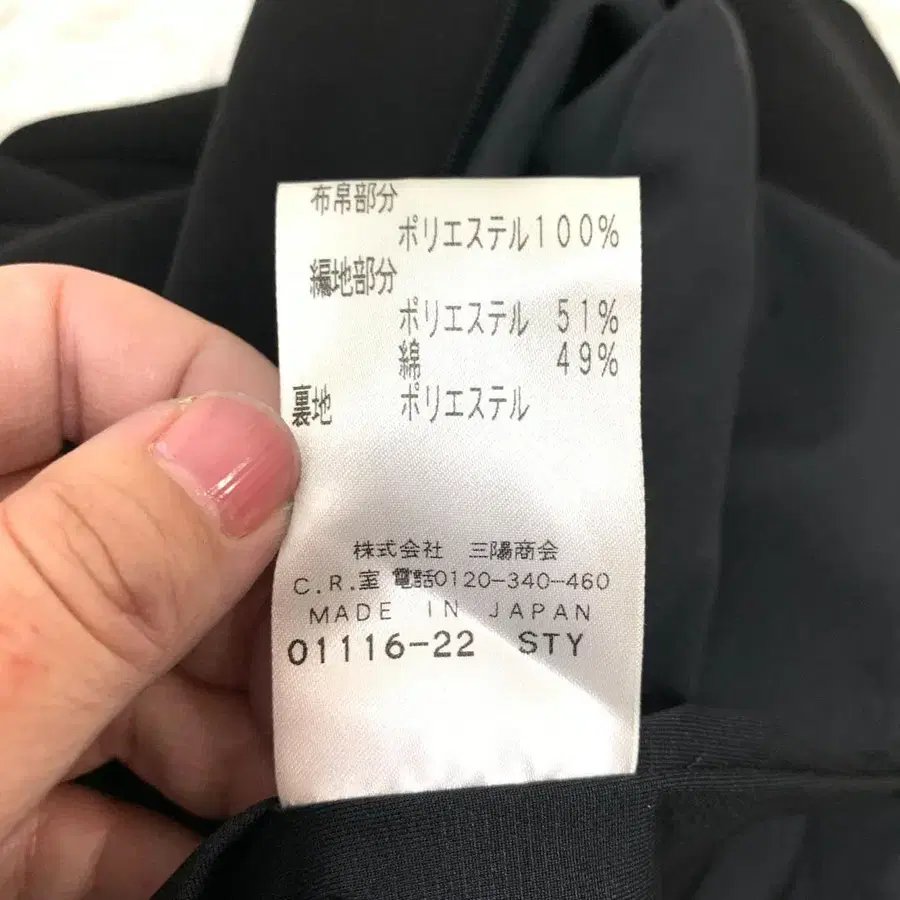 布帛部分
ポリエステル100%
編地部分
ポリエステル 51%
綿 49%
裏地 ポリエステル
株式会社 三陽商会
C.R.室 電話0120-340-460
MADE IN JAPAN
01116-22 STY